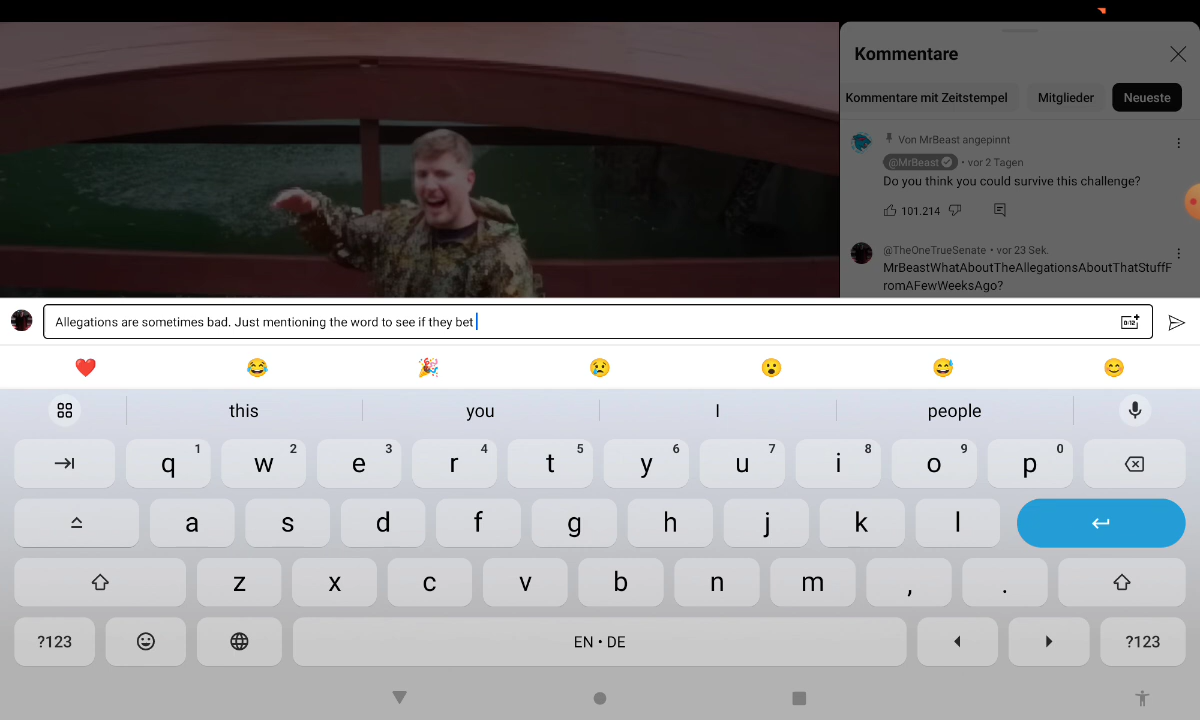 Kommentare
Kommentare mit Zeitstempel
Mitglieder
Neueste
Von MrBeast angepinnt
@MrBeast • vor 2 Tagen
Do you think you could survive this challenge?
101.214
@TheOneTrueSenate • vor 23 Sek.
MrBeastWhatAboutTheAllegationsAboutThatStuffF
romAFewWeeksAgo?
Allegations are sometimes bad. Just mentioning the word to see if they bet
0:12
this you I people
q 1 w 2 e 3 r 4 t 5 y 6 u 7 i 8 o 9 p 0
a s d f g h j k l
z x c v b n m , .
?123 EN • DE ?123